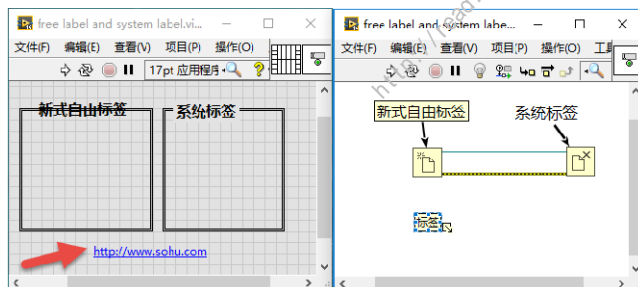 free label and system label.vi...
文件(F) 编辑(E) 查看(V) 项目(P) 操作(O)
17pt 应用程序
新式自由标签
系统标签
http://www.sohu.com
free label and system labe...
文件(F) 编辑(E) 查看(V) 项目(P) 操作(O) 工具
新式自由标签
系统标签
标签